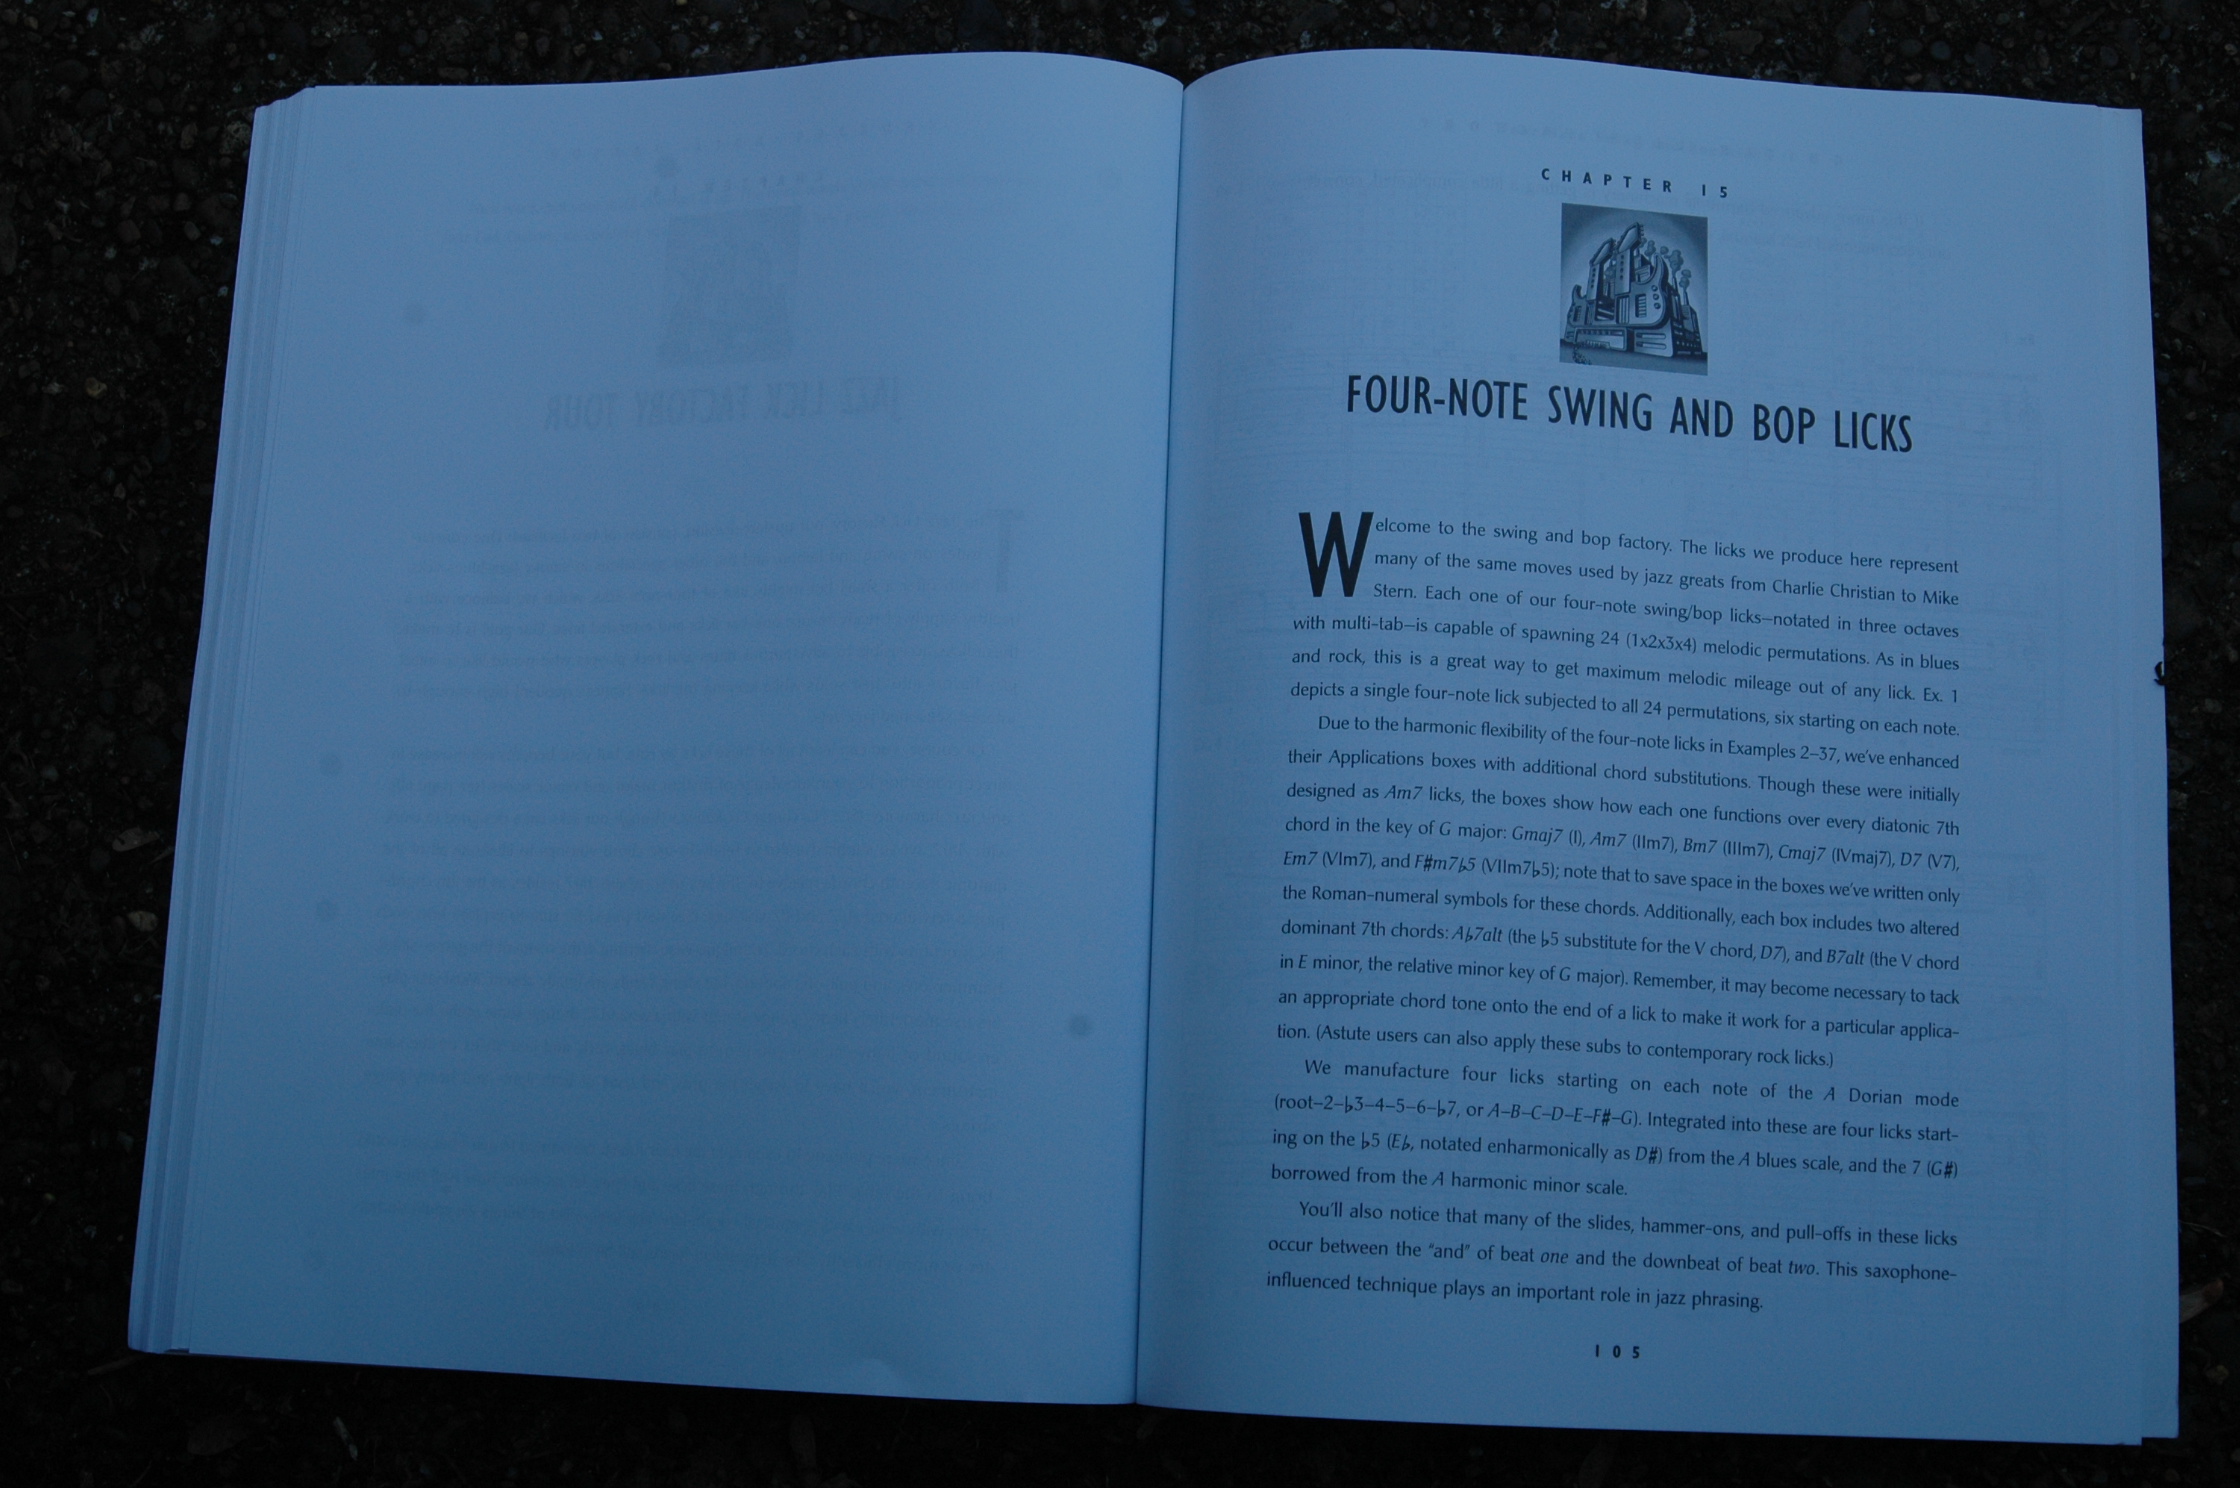 CHAPTER 15
FOUR-NOTE SWING AND BOP LICKS
Welcome to the swing and bop factory. The licks we produce here represent
many of the same moves used by jazz greats from Charlie Christian to Mike
Stern. Each one of our four-note swing/bop licks—notated in three octaves
with multi-tab—is capable of spawning 24 (1x2x3x4) melodic permutations. As in blues
and rock, this is a great way to get maximum melodic mileage out of any lick. Ex. 1
depicts a single four-note lick subjected to all 24 permutations, six starting on each note.
Due to the harmonic flexibility of the four-note licks in Examples 2–37, we've enhanced
their Applications boxes with additional chord substitutions. Though these were initially
designed as Am7 licks, the boxes show how each one functions over every diatonic 7th
chord in the key of G major: Gmaj7 (I), Am7 (IIm7), Bm7 (IIIm7), Cmaj7 (IVmaj7), D7 (V7),
Em7 (VIm7), and F#m7♭5 (VIIm7♭5); note that to save space in the boxes we've written only
the Roman-numeral symbols for these chords. Additionally, each box includes two altered
dominant 7th chords: A♭7alt (the ♭5 substitute for the V chord, D7), and B7alt (the V chord
in E minor, the relative minor key of G major). Remember, it may become necessary to tack
an appropriate chord tone onto the end of a lick to make it work for a particular applica-
tion. (Astute users can also apply these subs to contemporary rock licks.)
We manufacture four licks starting on each note of the A Dorian mode
(root–2–♭3–4–5–6–♭7, or A–B–C–D–E–F#–G). Integrated into these are four licks start-
ing on the ♭5 (E♭, notated enharmonically as D#) from the A blues scale, and the 7 (G#)
borrowed from the A harmonic minor scale.
You'll also notice that many of the slides, hammer-ons, and pull-offs in these licks
occur between the "and" of beat one and the downbeat of beat two. This saxophone-
influenced technique plays an important role in jazz phrasing.
105